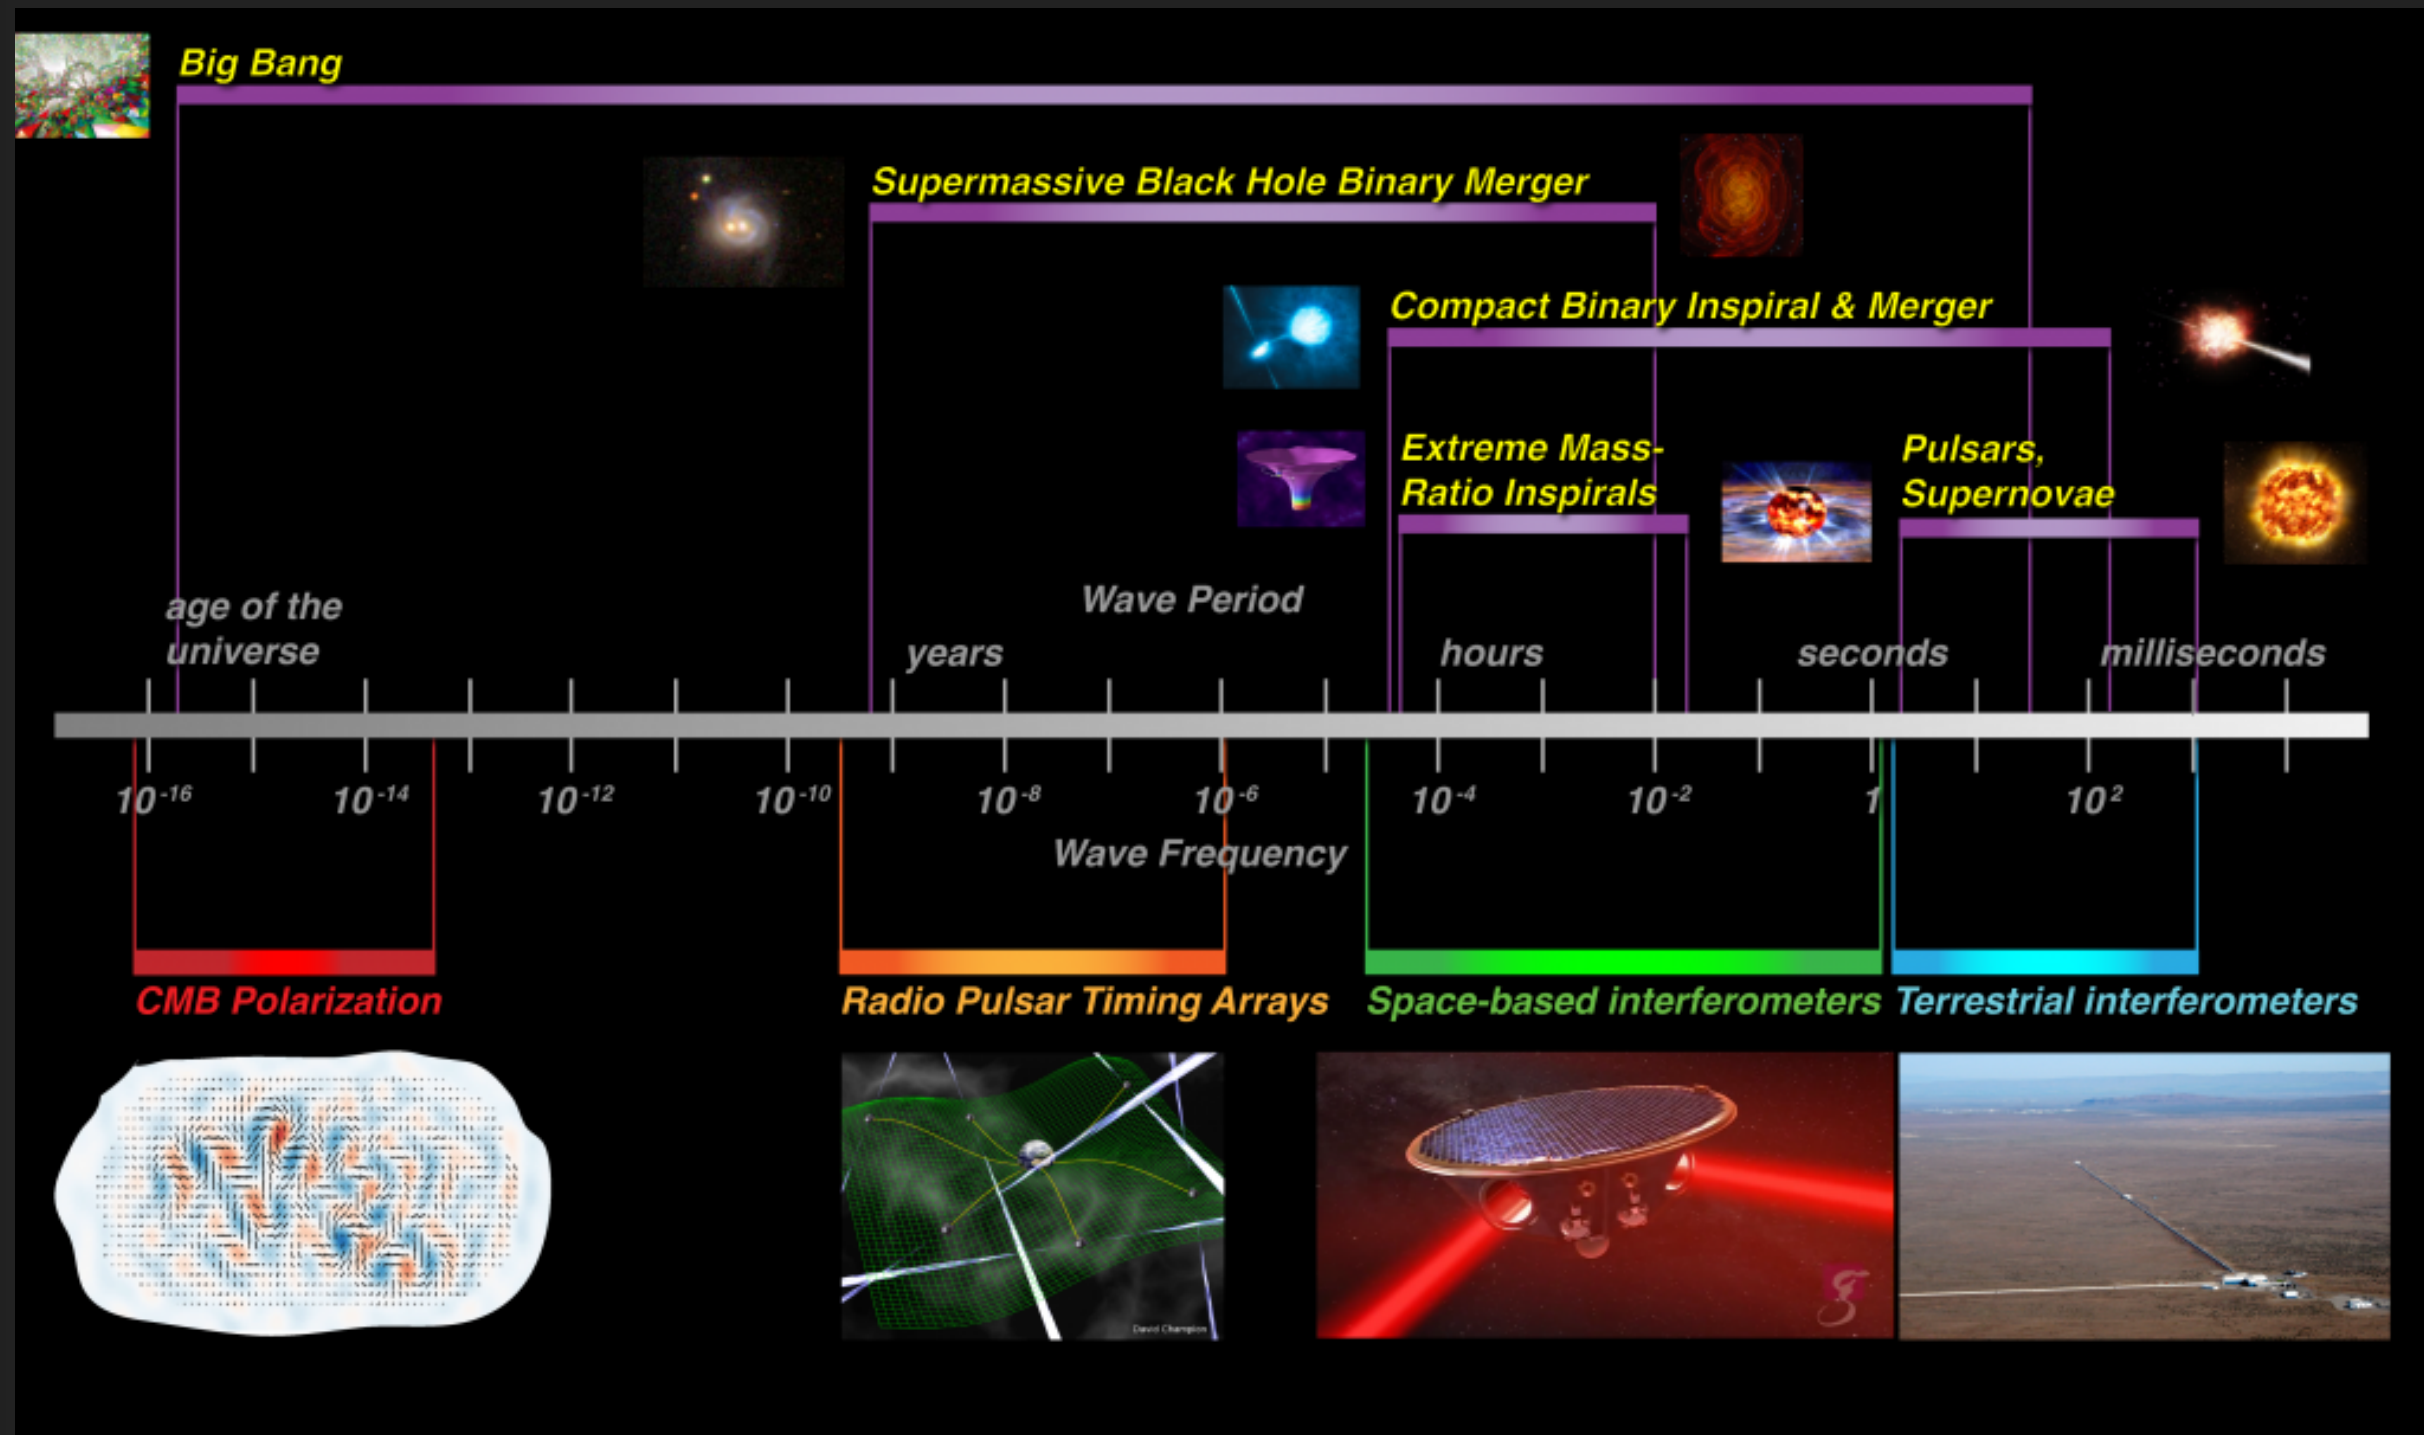 Big Bang
Supermassive Black Hole Binary Merger
Compact Binary Inspiral & Merger
Extreme Mass-
Ratio Inspirals
Pulsars,
Supernovae
Wave Period
age of the
universe
years
hours
seconds
milliseconds
10⁻¹⁶
10⁻¹⁴
10⁻¹²
10⁻¹⁰
10⁻⁸
10⁻⁶
10⁻⁴
10⁻²
1
10²
Wave Frequency
CMB Polarization
Radio Pulsar Timing Arrays
Space-based interferometers
Terrestrial interferometers
David Champion